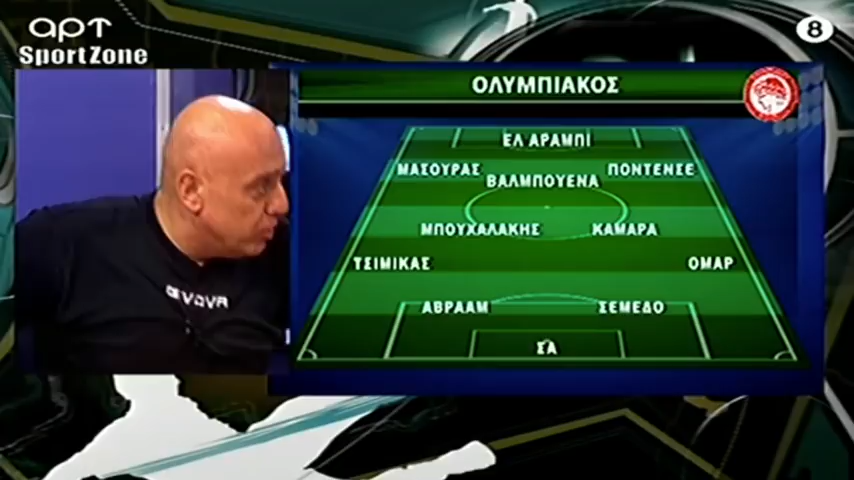 αρτ
SportZone
8
ΟΛΥΜΠΙΑΚΟΣ
ΕΛ ΑΡΑΜΠΙ
ΜΑΣΟΥΡΑΣ
ΠΟΝΤΕΝΣΕ
ΒΑΛΜΠΟΥΕΝΑ
ΜΠΟΥΧΑΛΑΚΗΣ
ΚΑΜΑΡΑ
ΤΣΙΜΙΚΑΣ
ΟΜΑΡ
ΑΒΡΑΑΜ
ΣΕΜΕΔΟ
ΣΑ
GIVOVA